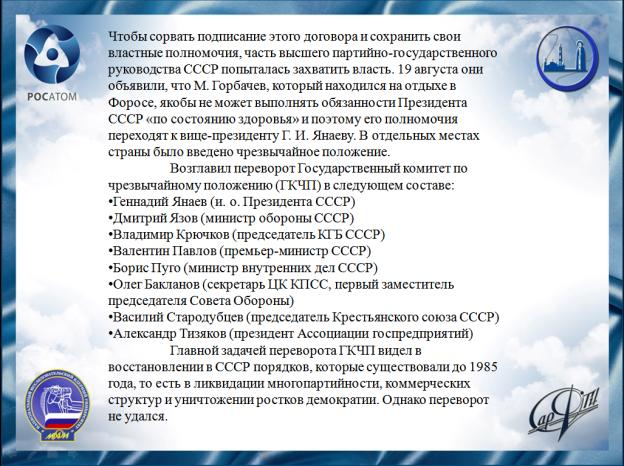 Чтобы сорвать подписание этого договора и сохранить свои
властные полномочия, часть высшего партийно-государственного
руководства СССР попыталась захватить власть. 19 августа они
объявили, что М. Горбачев, который находился на отдыхе в
Форосе, якобы не может выполнять обязанности Президента
СССР «по состоянию здоровья» и поэтому его полномочия
переходят к вице-президенту Г. И. Янаеву. В отдельных местах
страны было введено чрезвычайное положение.
Возглавил переворот Государственный комитет по
чрезвычайному положению (ГКЧП) в следующем составе:
•Геннадий Янаев (и. о. Президента СССР)
•Дмитрий Язов (министр обороны СССР)
•Владимир Крючков (председатель КГБ СССР)
•Валентин Павлов (премьер-министр СССР)
•Борис Пуго (министр внутренних дел СССР)
•Олег Бакланов (секретарь ЦК КПСС, первый заместитель
председателя Совета Обороны)
•Василий Стародубцев (председатель Крестьянского союза СССР)
•Александр Тизяков (президент Ассоциации госпредприятий)
Главной задачей переворота ГКЧП видел в
восстановлении в СССР порядков, которые существовали до 1985
года, то есть в ликвидации многопартийности, коммерческих
структур и уничтожении ростков демократии. Однако переворот
не удался.
РОСАТОМ
МИФИ
СарФТИ